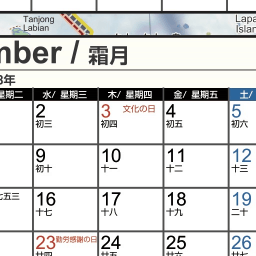 Tanjong
Labian
Lapa
Islan
mber / 霜月
8年
星期二 水/ 星期三 木/ 星期四 金/ 星期五 土/
2 3 文化の日 4 5
初三 初四 初五 初六
9 10 11 12
初十 十一 十二 十三
七五三 16 17 18 19
十七 十八 十九 二十
23 勤労感謝の日 24 25 26